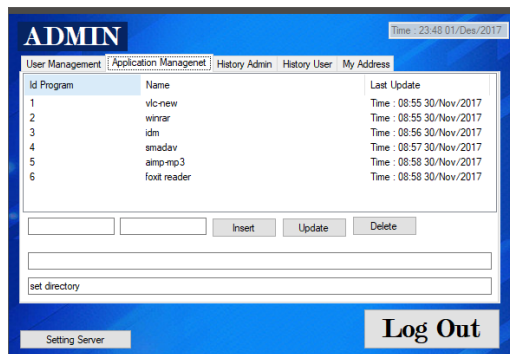 ADMIN
Time : 23:48 01/Des/2017
User Management Application Managenet History Admin History User My Address
Id Program Name Last Update
1 vlc-new Time : 08:55 30/Nov/2017
2 winrar Time : 08:55 30/Nov/2017
3 idm Time : 08:56 30/Nov/2017
4 smadav Time : 08:57 30/Nov/2017
5 aimp-mp3 Time : 08:58 30/Nov/2017
6 foxit reader Time : 08:58 30/Nov/2017
Insert Update Delete
set directory
Setting Server Log Out